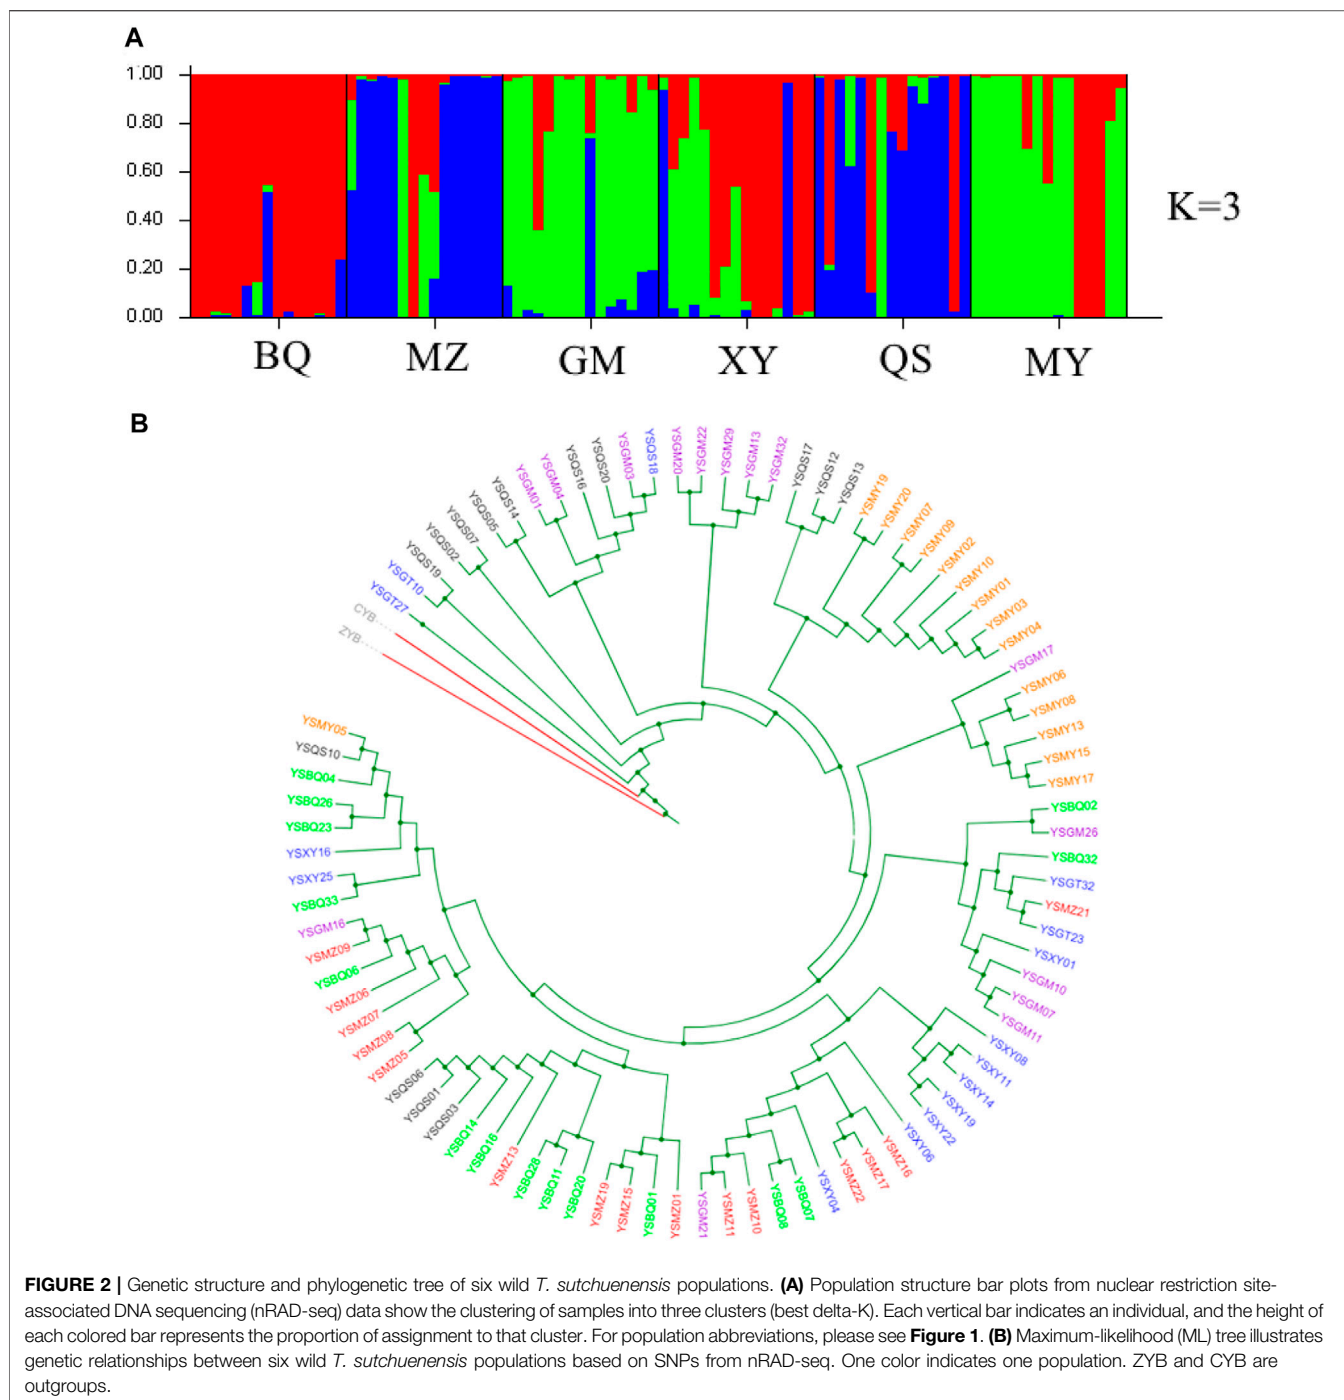 A
1.00
0.80
0.60
0.40
0.20
0.00
K=3
BQ MZ GM XY QS MY
B
ZYB
CYB
YSGT27
YSGT10
YSQS19
YSQS02
YSQS07
YSQS05
YSQS14
YSGM01
YSGM04
YSQS16
YSQS20
YSGM03
YSQS18
YSGM20
YSGM22
YSGM29
YSGM13
YSGM32
YSQS17
YSQS12
YSQS13
YSMY19
YSMY20
YSMY07
YSMY09
YSMY02
YSMY10
YSMY01
YSMY03
YSMY04
YSGM17
YSMY06
YSMY08
YSMY13
YSMY15
YSMY17
YSBQ02
YSGM26
YSBQ32
YSGT32
YSMZ21
YSGT23
YSXY01
YSGM10
YSGM07
YSGM11
YSXY08
YSXY11
YSXY14
YSXY19
YSXY22
YSXY06
YSMZ16
YSMZ17
YSMZ22
YSXY04
YSBQ07
YSBQ08
YSMZ10
YSMZ11
YSGM21
YSMZ01
YSBQ01
YSMZ15
YSMZ19
YSBQ20
YSBQ11
YSBQ28
YSMZ13
YSBQ16
YSBQ14
YSQS03
YSQS01
YSQS06
YSMZ05
YSMZ08
YSMZ07
YSMZ06
YSBQ06
YSMZ09
YSGM16
YSBQ33
YSXY25
YSXY16
YSBQ23
YSBQ26
YSBQ04
YSQS10
YSMY05
FIGURE 2 | Genetic structure and phylogenetic tree of six wild T. sutchuenensis populations. (A) Population structure bar plots from nuclear restriction site-
associated DNA sequencing (nRAD-seq) data show the clustering of samples into three clusters (best delta-K). Each vertical bar indicates an individual, and the height of
each colored bar represents the proportion of assignment to that cluster. For population abbreviations, please see Figure 1. (B) Maximum-likelihood (ML) tree illustrates
genetic relationships between six wild T. sutchuenensis populations based on SNPs from nRAD-seq. One color indicates one population. ZYB and CYB are
outgroups.